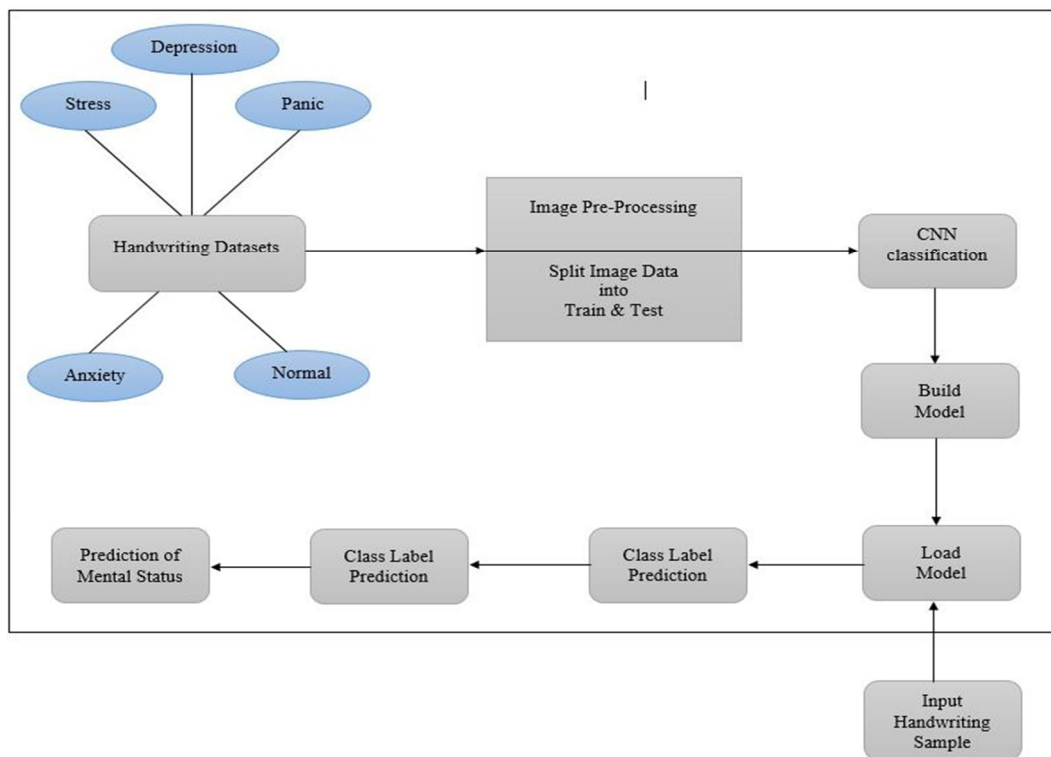 Depression
Stress
Panic
Handwriting Datasets
Anxiety
Normal
Image Pre-Processing
Split Image Data
into
Train & Test
CNN
classification
Build
Model
Load
Model
Class Label
Prediction
Class Label
Prediction
Prediction of
Mental Status
Input
Handwriting
Sample